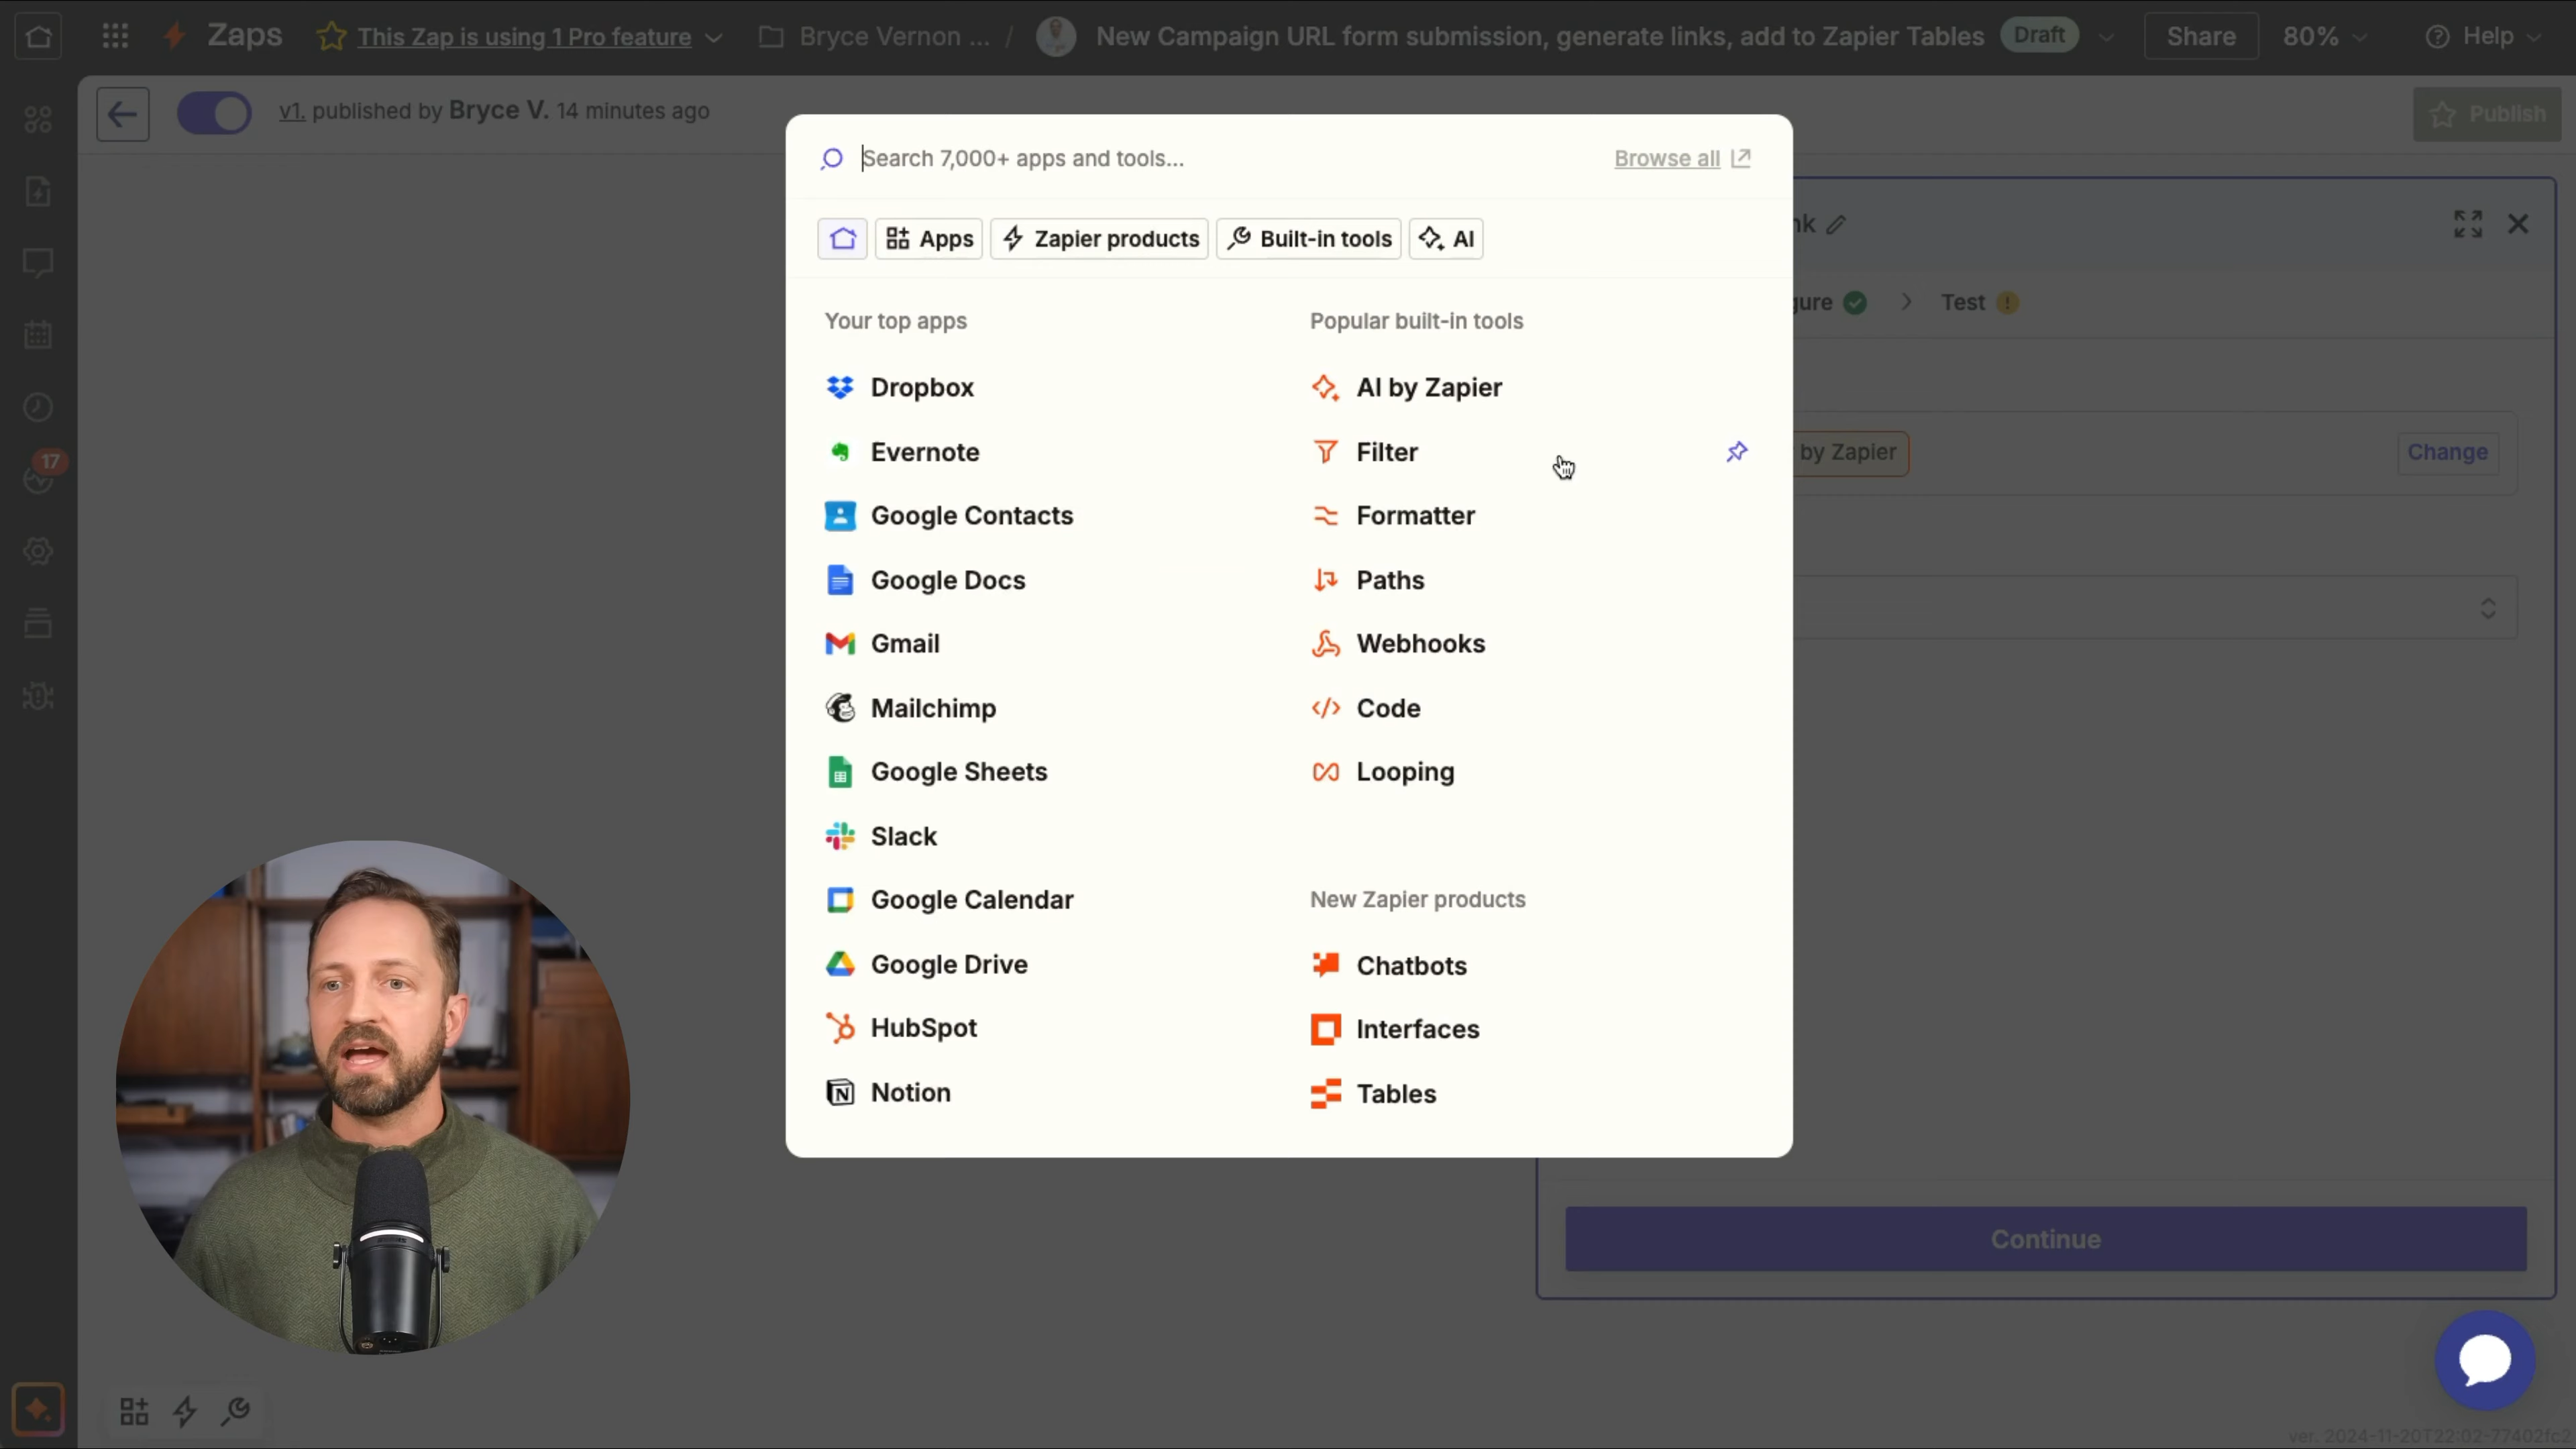 Zaps
This Zap is using 1 Pro feature
Bryce Vernon ...
/
New Campaign URL form submission, generate links, add to Zapier Tables
Draft
Share
80%
Help
v1. published by Bryce V. 14 minutes ago
Publish
Search 7,000+ apps and tools...
Browse all
Apps
Zapier products
Built-in tools
AI
Your top apps
Dropbox
Evernote
Google Contacts
Google Docs
Gmail
Mailchimp
Google Sheets
Slack
Google Calendar
Google Drive
HubSpot
Notion
Popular built-in tools
AI by Zapier
Filter
Formatter
Paths
Webhooks
Code
Looping
New Zapier products
Chatbots
Interfaces
Tables
nk
gure
Test
by Zapier
Change
Continue
17